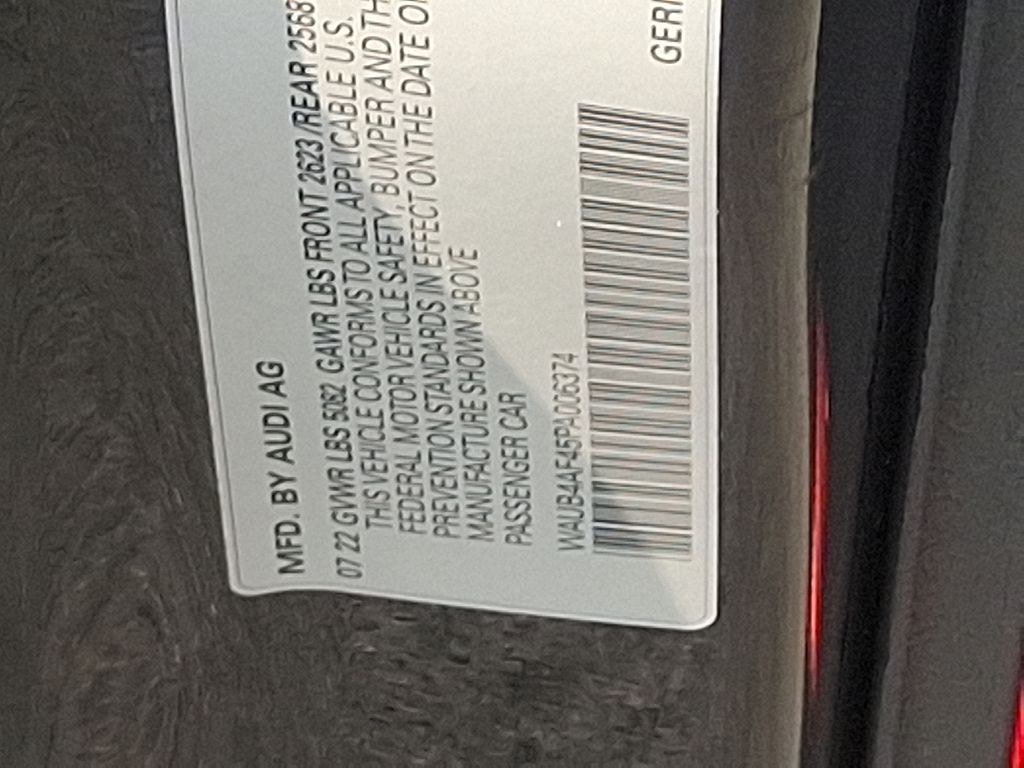 MFD. BY AUDI AG
07 22 GVWR LBS 5082 GAWR LBS FRONT 2623 /REAR 2568
THIS VEHICLE CONFORMS TO ALL APPLICABLE U.S.
FEDERAL MOTOR VEHICLE SAFETY, BUMPER AND TH
PREVENTION STANDARDS IN EFFECT ON THE DATE O
MANUFACTURE SHOWN ABOVE
PASSENGER CAR
WAUB4AF45PA006374
GERM